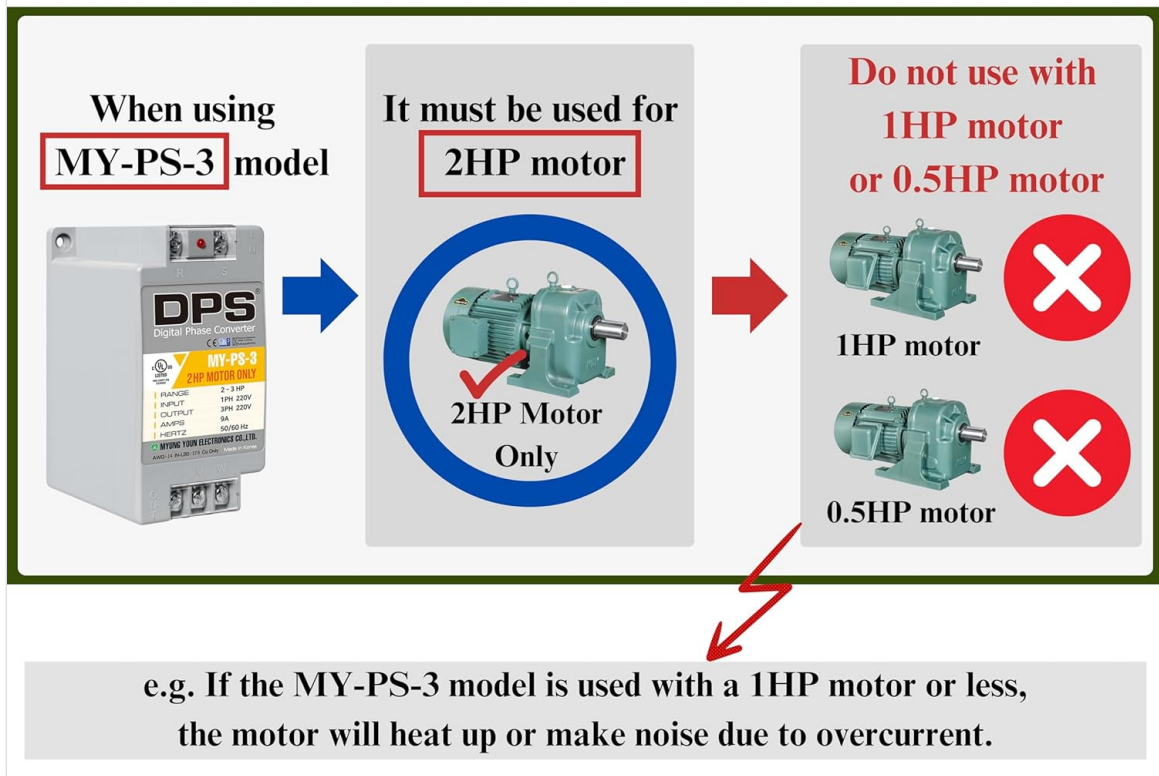 When using
MY-PS-3 model
It must be used for
2HP motor
Do not use with
1HP motor
or 0.5HP motor
R S N
DPS®
Digital Phase Converter
CE
UL
LISTED
MY-PS-3
2HP MOTOR ONLY
RANGE 2 - 3 HP
INPUT 1PH 220V
OUTPUT 3PH 220V
AMPS 9A
HERTZ 50/60 Hz
MYUNG YOUN ELECTRONICS CO.,LTD.
Made in Korea
V W
OUT
2HP Motor
Only
1HP motor
0.5HP motor
e.g. If the MY-PS-3 model is used with a 1HP motor or less,
the motor will heat up or make noise due to overcurrent.